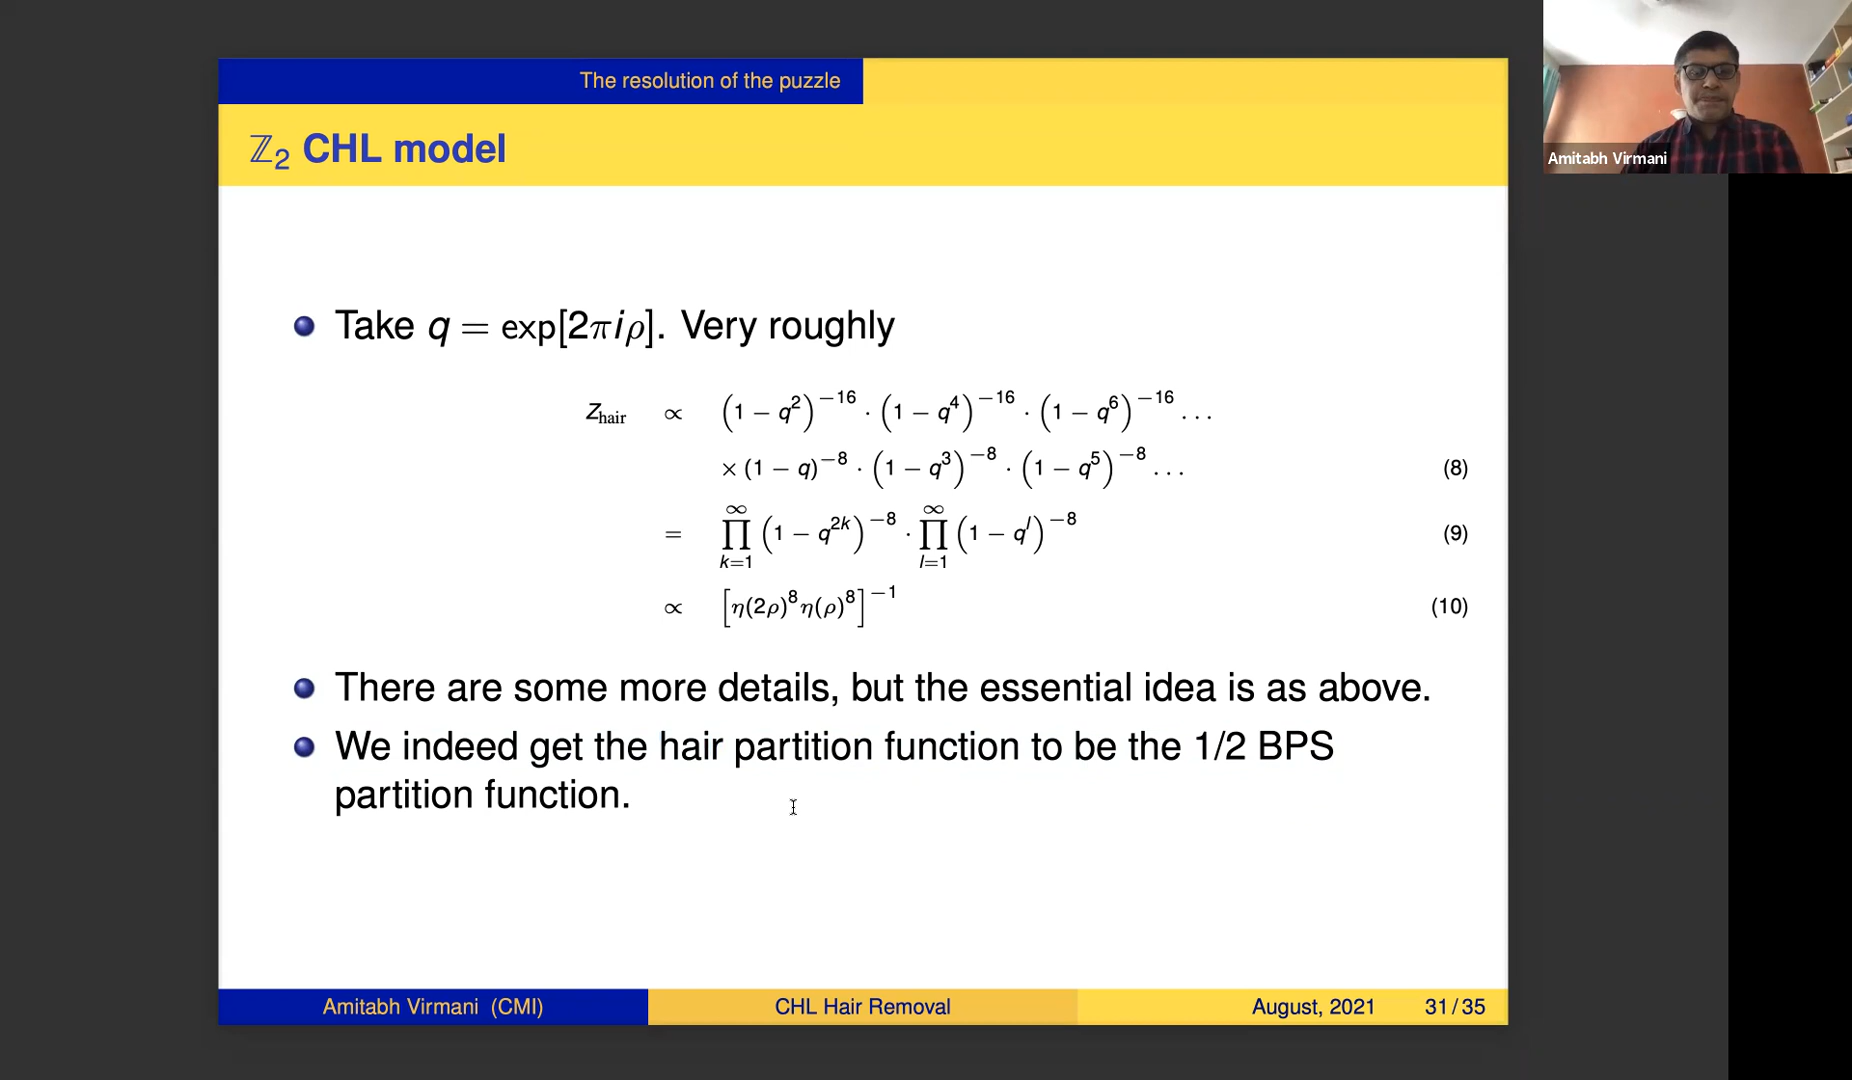 The resolution of the puzzle
ℤ₂ CHL model
Amitabh Virmani
Take q = exp[2πiρ]. Very roughly
Z_hair ∝ (1 − q²)⁻¹⁶ · (1 − q⁴)⁻¹⁶ · (1 − q⁶)⁻¹⁶ ...
× (1 − q)⁻⁸ · (1 − q³)⁻⁸ · (1 − q⁵)⁻⁸ ... (8)
= ∏_{k=1}^{∞} (1 − q^{2k})⁻⁸ · ∏_{l=1}^{∞} (1 − q^l)⁻⁸ (9)
∝ [η(2ρ)⁸η(ρ)⁸]⁻¹ (10)
There are some more details, but the essential idea is as above.
We indeed get the hair partition function to be the 1/2 BPS
partition function.
Amitabh Virmani (CMI) CHL Hair Removal August, 2021 31 / 35